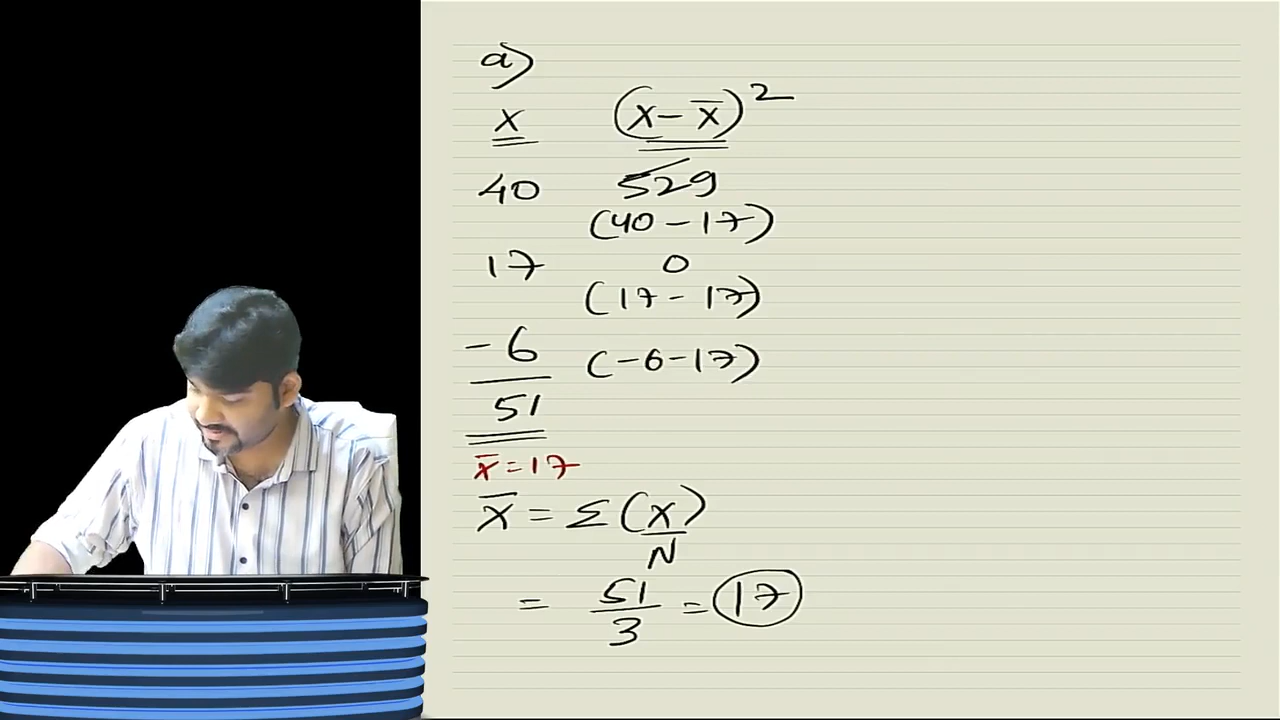 a)
x (x - x̄)²
40 529
(40 - 17)
17 0
(17 - 17)
-6 (-6-17)
51
x̄ = 17
x̄ = Σ(x)/N
= 51/3 = 17